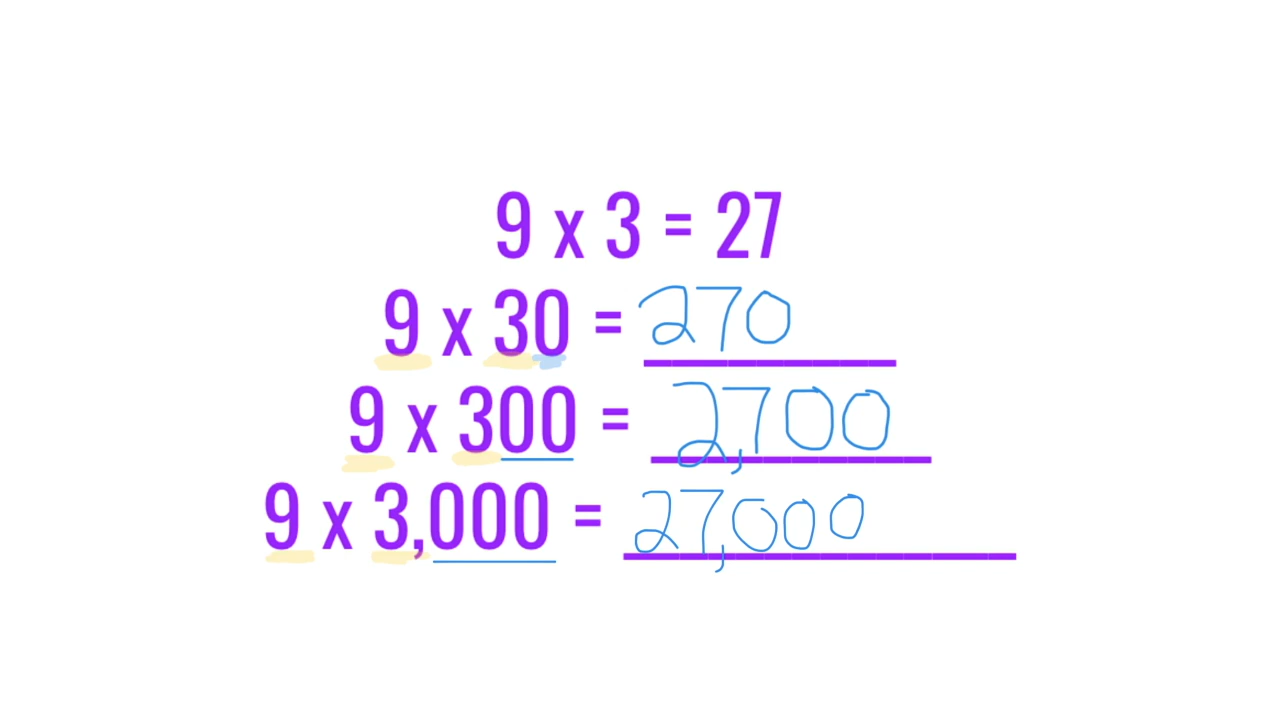 9 x 3 = 27
9 x 30 = 270
9 x 300 = 2,700
9 x 3,000 = 27,000